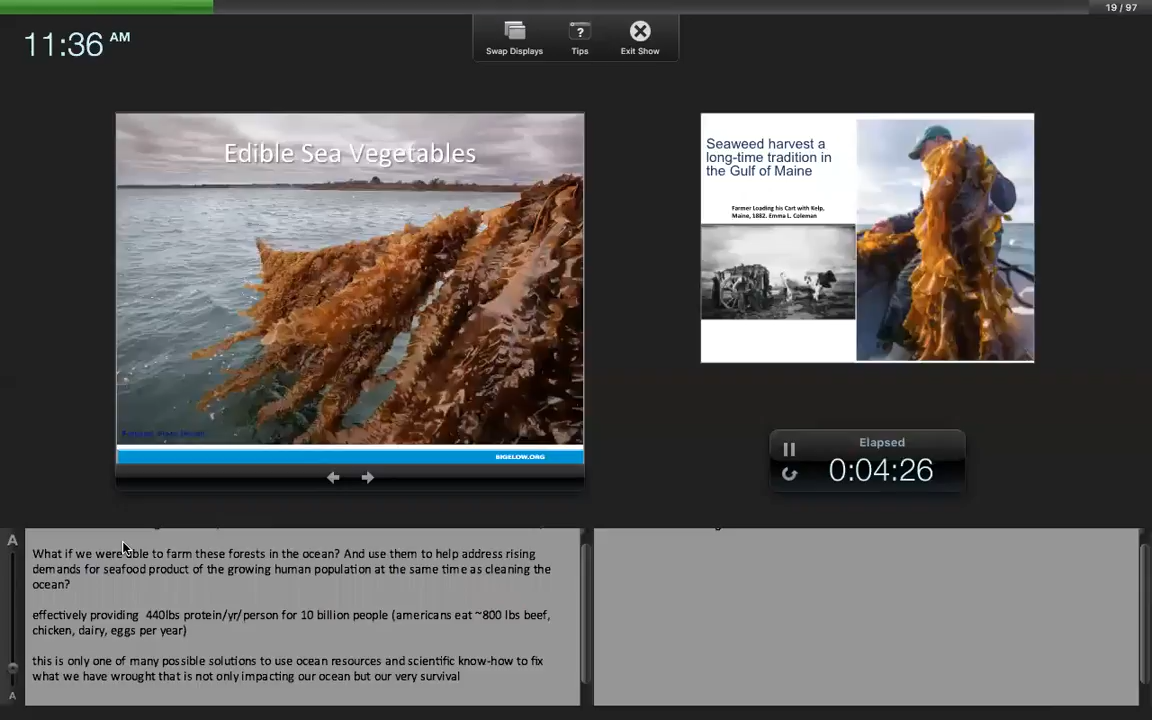 19 / 97
11:36 AM
Swap Displays
Tips
Exit Show
Edible Sea Vegetables
BIGELOW.ORG
Seaweed harvest a
long-time tradition in
the Gulf of Maine
Farmer Loading his Cart with Kelp,
Maine, 1882. Emma L. Coleman
Elapsed
0:04:26
A
A
What if we were able to farm these forests in the ocean? And use them to help address rising
demands for seafood product of the growing human population at the same time as cleaning the
ocean?
effectively providing 440lbs protein/yr/person for 10 billion people (americans eat ~800 lbs beef,
chicken, dairy, eggs per year)
this is only one of many possible solutions to use ocean resources and scientific know-how to fix
what we have wrought that is not only impacting our ocean but our very survival